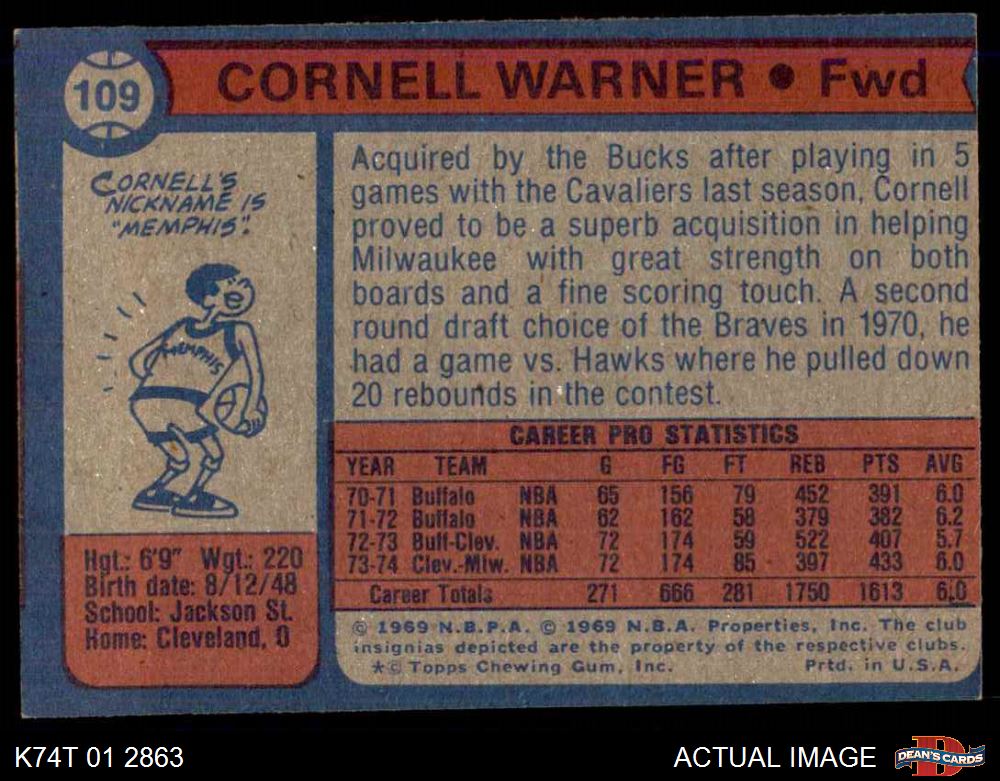 109
CORNELL WARNER • Fwd
CORNELL'S
NICKNAME IS
"MEMPHIS".
MEMPHIS
Acquired by the Bucks after playing in 5
games with the Cavaliers last season, Cornell
proved to be a superb acquisition in helping
Milwaukee with great strength on both
boards and a fine scoring touch. A second
round draft choice of the Braves in 1970, he
had a game vs. Hawks where he pulled down
20 rebounds in the contest.
Hgt.: 6'9" Wgt.: 220
Birth date: 8/12/48
School: Jackson St.
Home: Cleveland, O
CAREER PRO STATISTICS
YEAR TEAM G FG FT REB PTS AVG
70-71 Buffalo NBA 65 156 79 452 391 6.0
71-72 Buffalo NBA 62 162 58 379 382 6.2
72-73 Buff-Clev. NBA 72 174 59 522 407 5.7
73-74 Clev.-Mlw. NBA 72 174 85 397 433 6.0
Career Totals 271 666 281 1750 1613 6.0
© 1969 N.B.P.A. © 1969 N.B.A. Properties, Inc. The club
insignias depicted are the property of the respective clubs.
*© Topps Chewing Gum, Inc. Prtd. in U.S.A.
K74T 01 2863
ACTUAL IMAGE
D
DEAN'S CARDS